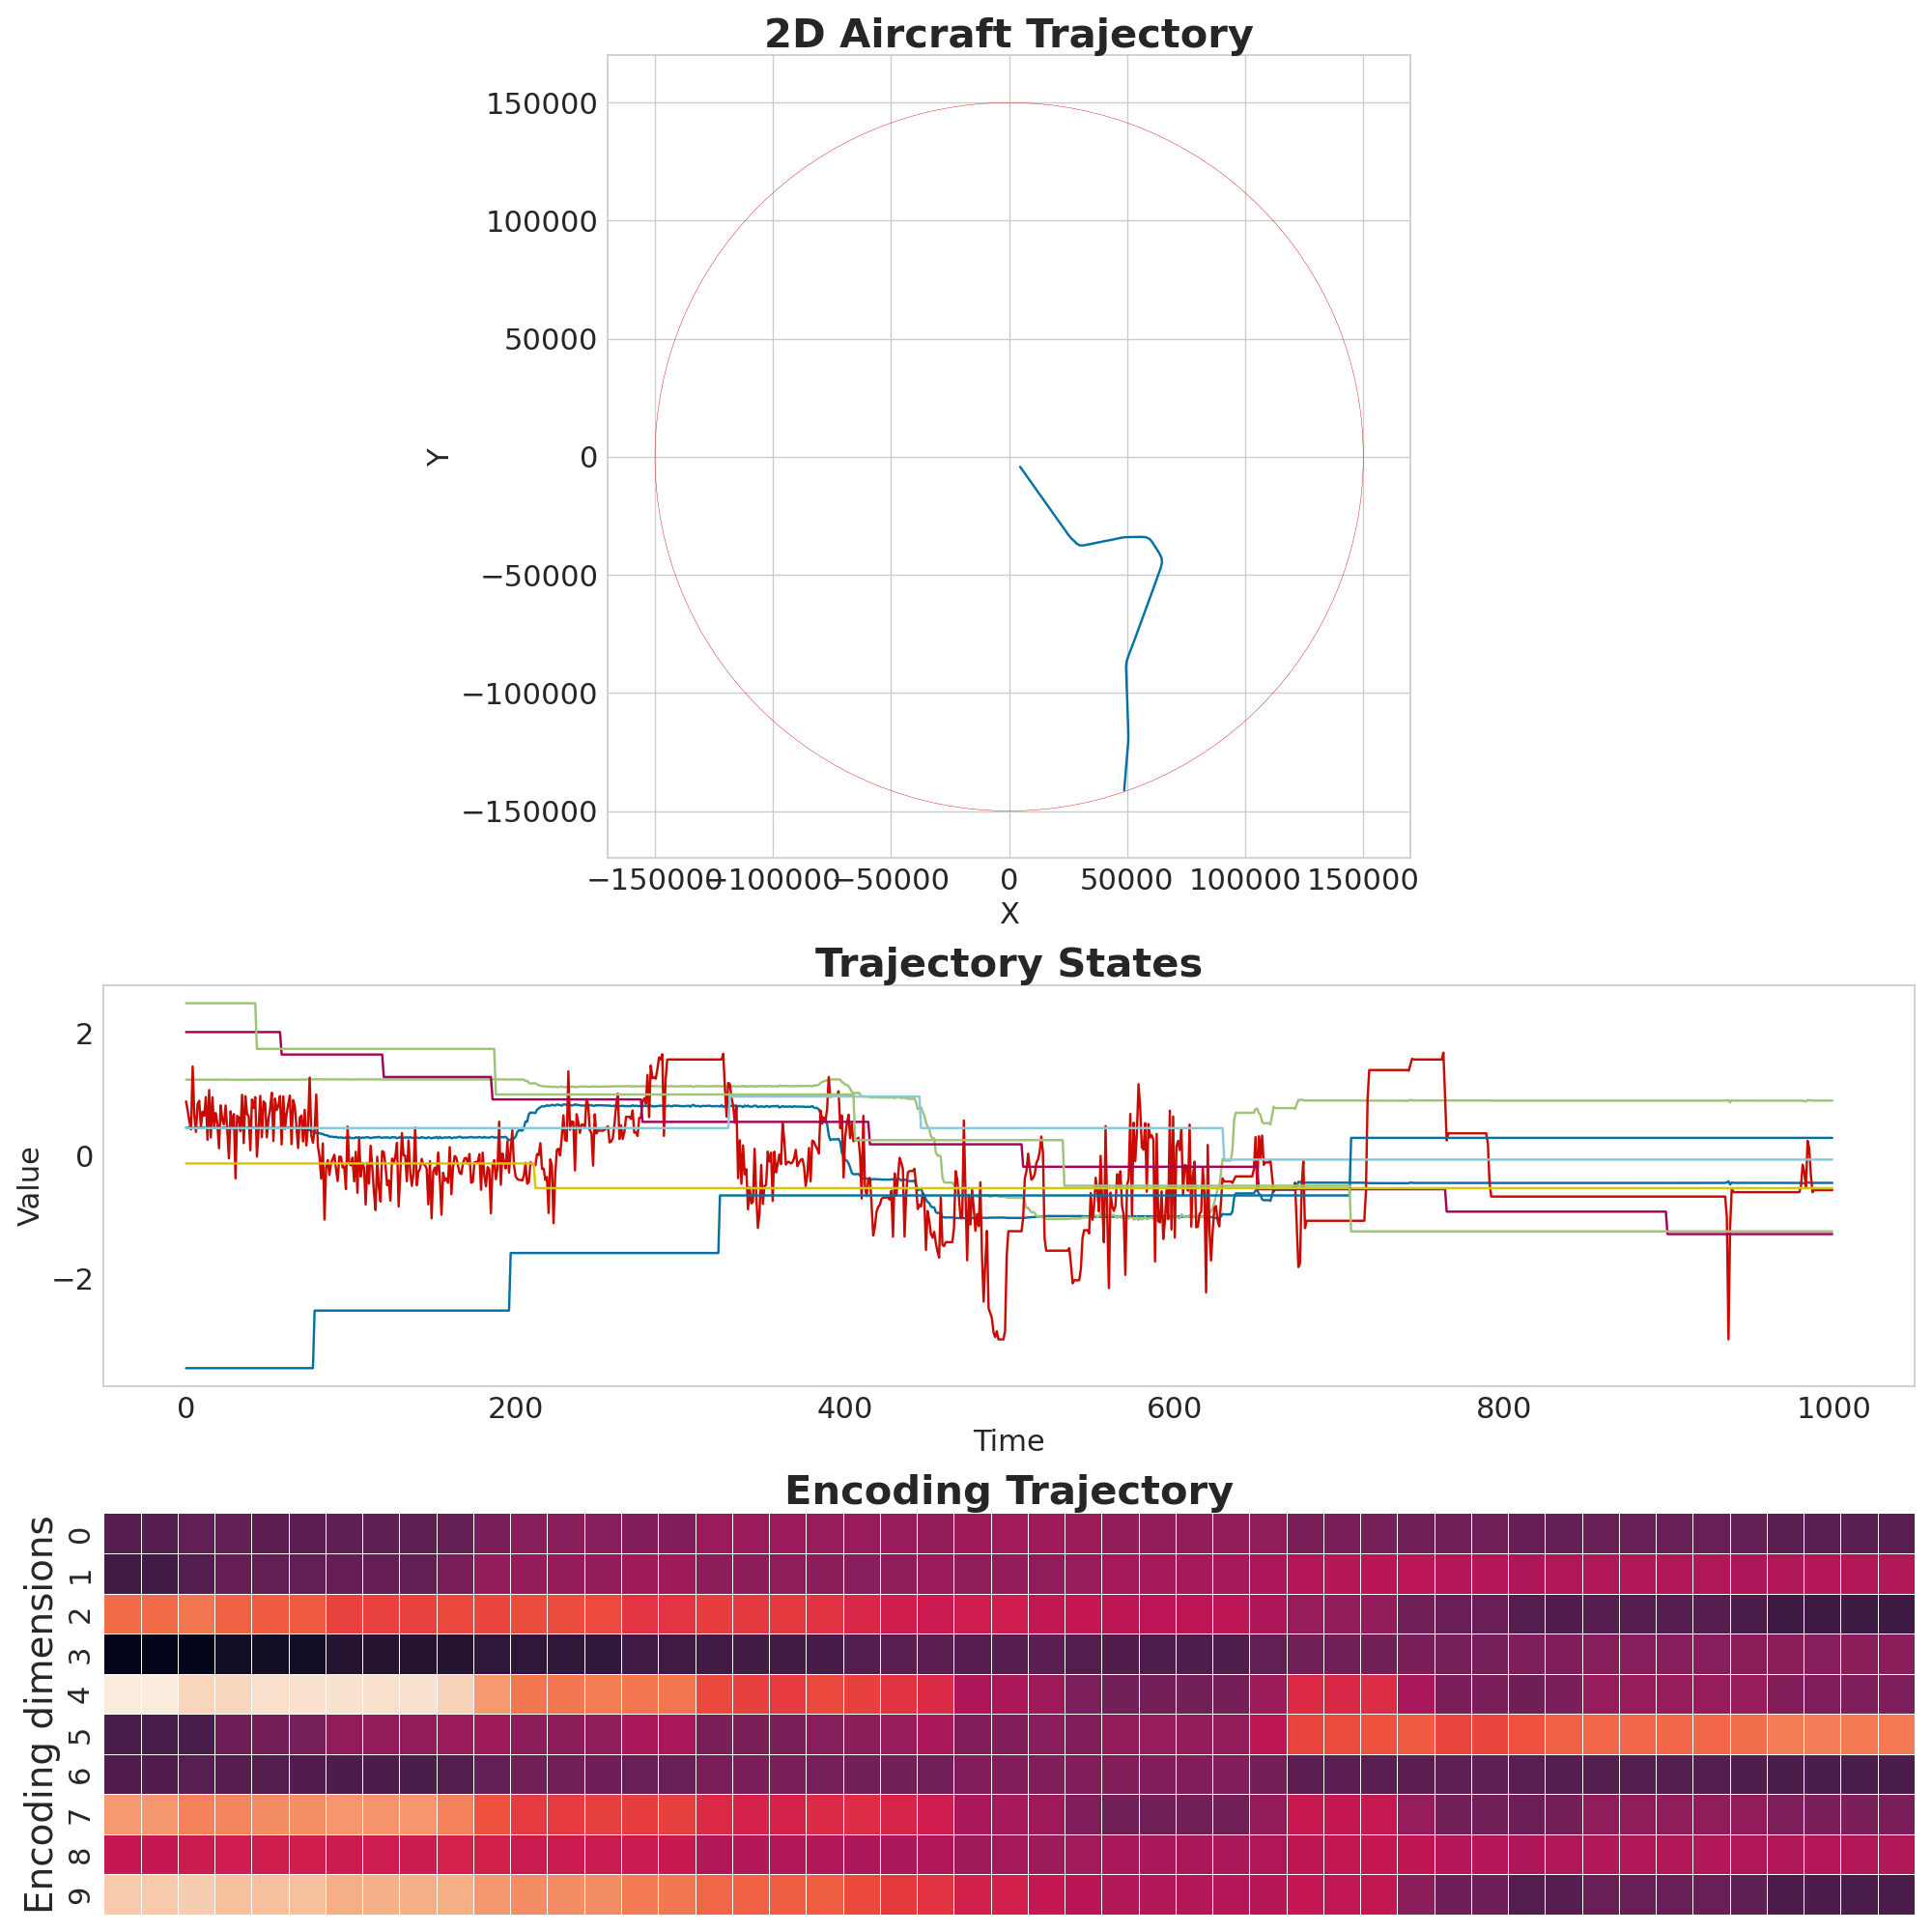 2D Aircraft Trajectory
150000
100000
50000
0
−50000
−100000
−150000
Y
−150000 −100000 −50000 0 50000 100000 150000
X
Trajectory States
2
0
−2
Value
0 200 400 600 800 1000
Time
Encoding Trajectory
0
1
2
3
4
5
6
7
8
9
Encoding dimensions